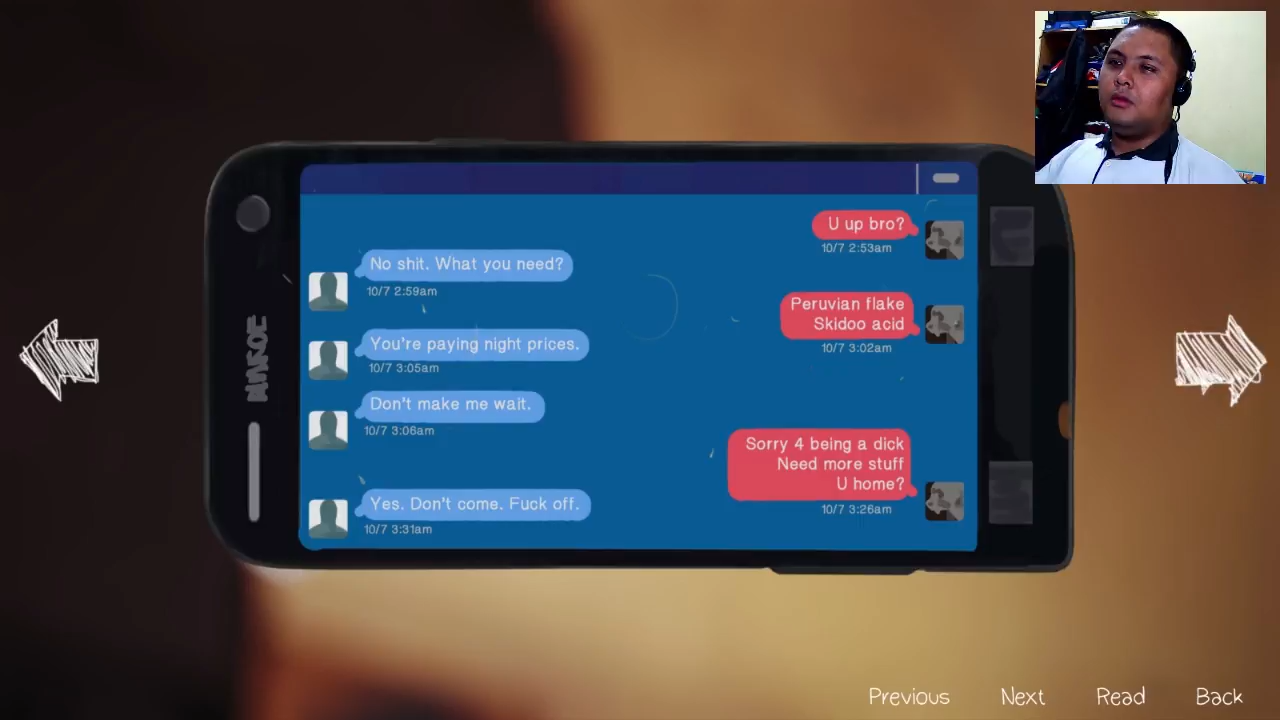 U up bro?
10/7 2:53am
No shit. What you need?
10/7 2:59am
Peruvian flake
Skidoo acid
10/7 3:02am
You're paying night prices.
10/7 3:05am
Don't make me wait.
10/7 3:06am
Sorry 4 being a dick
Need more stuff
U home?
10/7 3:26am
Yes. Don't come. Fuck off.
10/7 3:31am
Previous
Next
Read
Back